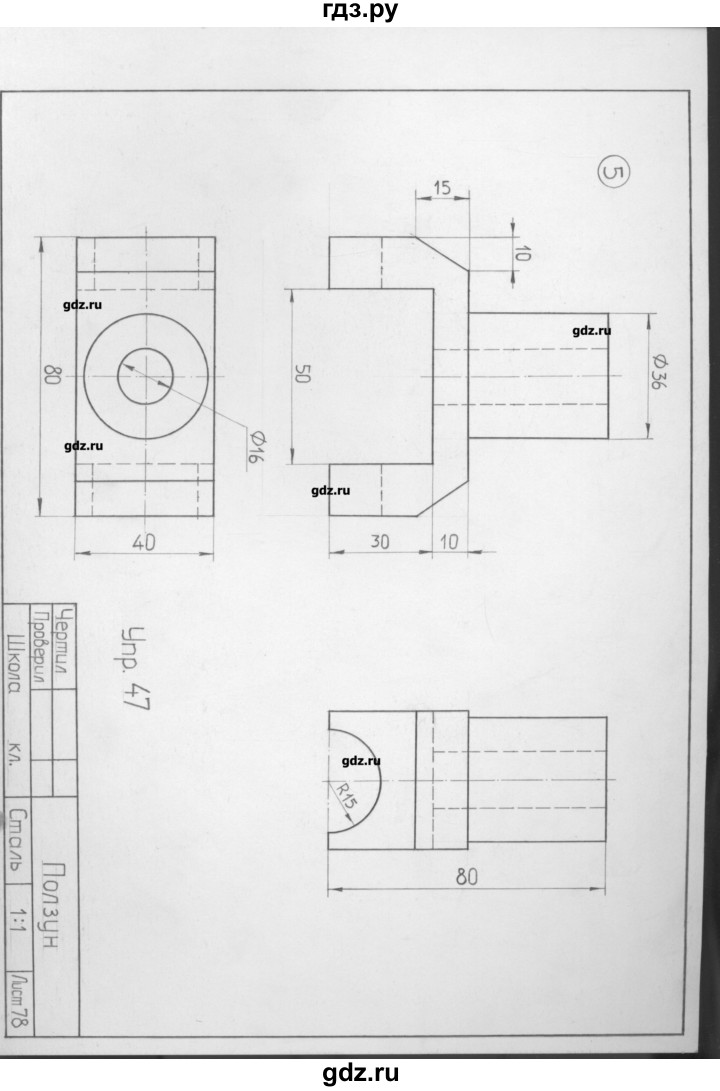 гдз.ру
5
15
10
Ø36
gdz.ru
gdz.ru
50
80
Ø16
gdz.ru
gdz.ru
40
30
10
Упр. 47
R15
gdz.ru
80
Чертил
Проверил
Школа кл.
Ползун
Сталь
1:1
Лист 78
gdz.ru